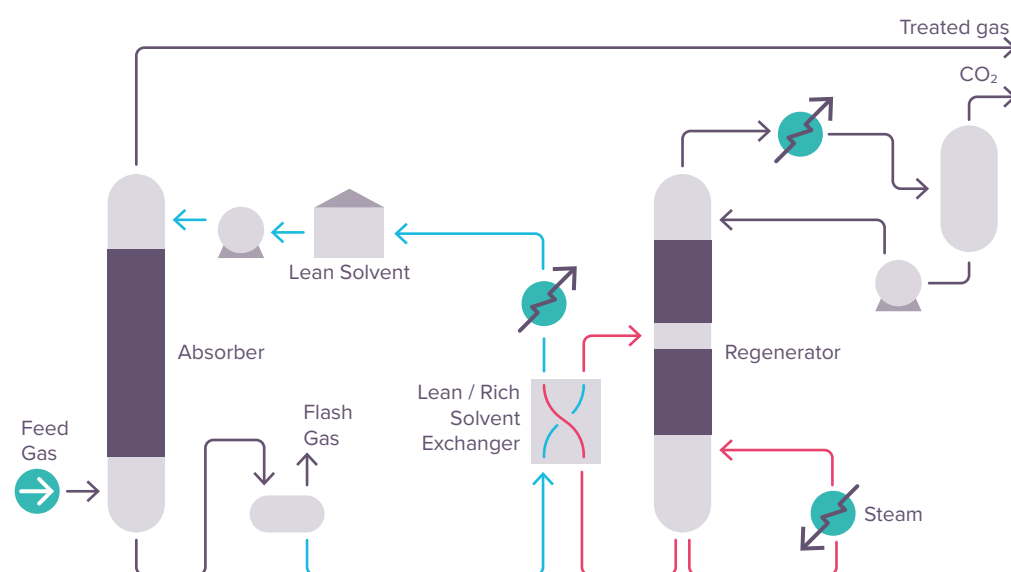 Treated gas
CO₂
Lean Solvent
Absorber
Regenerator
Lean / Rich
Solvent
Exchanger
Feed
Gas
Flash
Gas
Steam